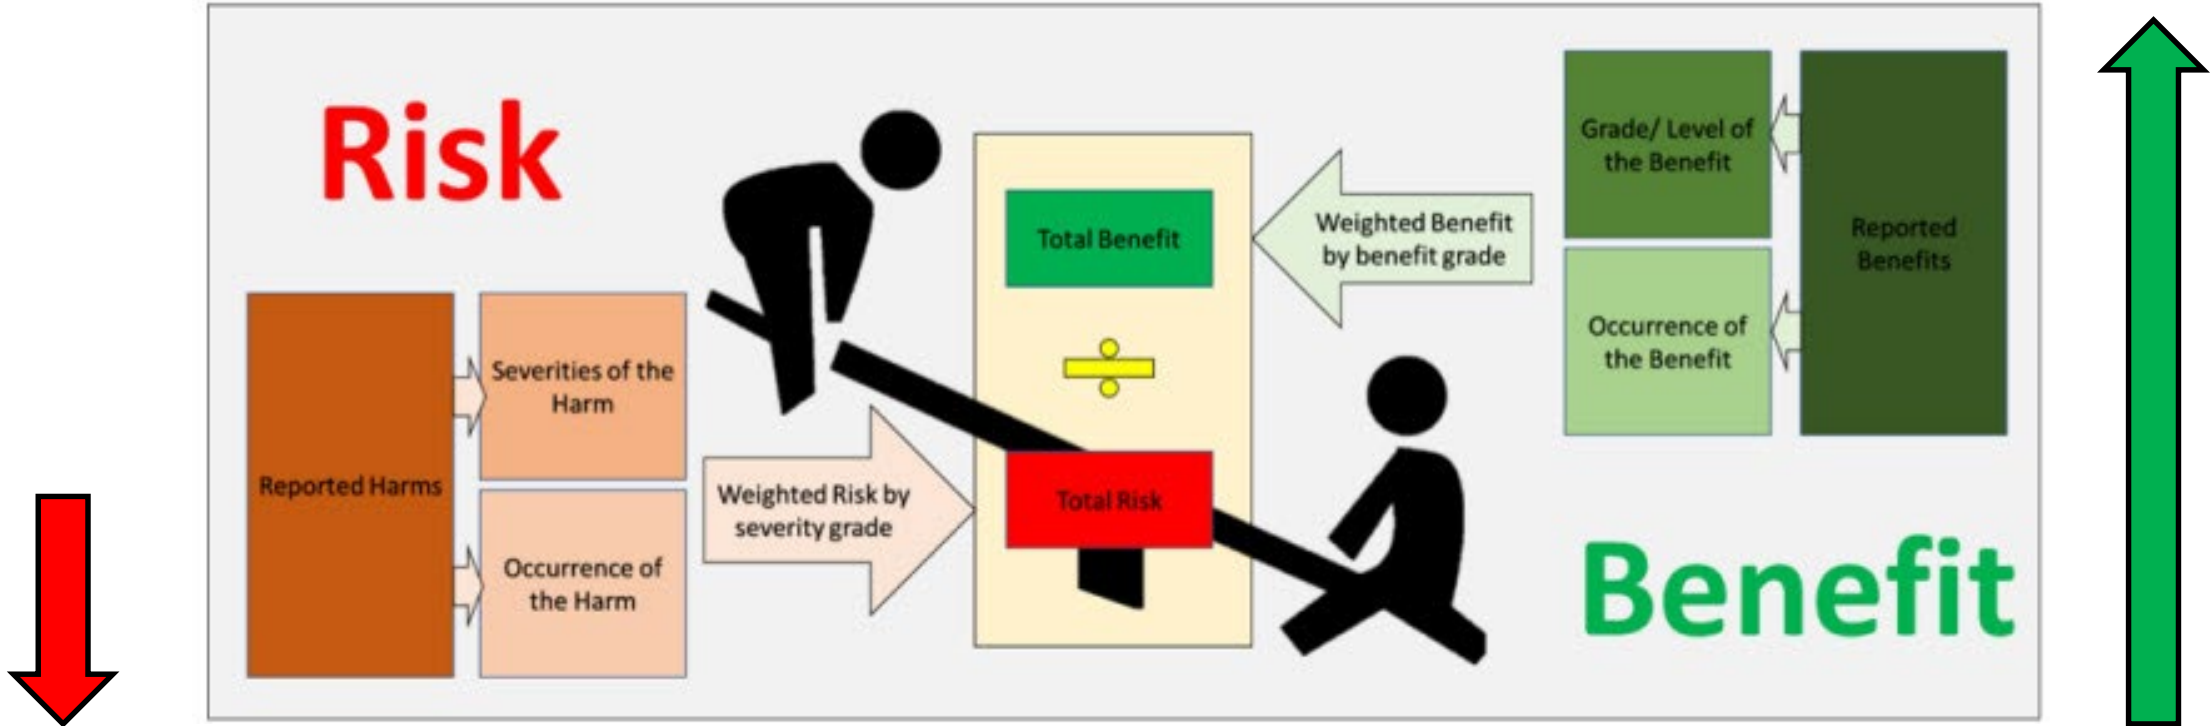 Risk
Reported Harms
Severities of the
Harm
Occurrence of
the Harm
Weighted Risk by
severity grade
Total Benefit
Total Risk
Weighted Benefit
by benefit grade
Grade/ Level of
the Benefit
Occurrence of
the Benefit
Reported
Benefits
Benefit